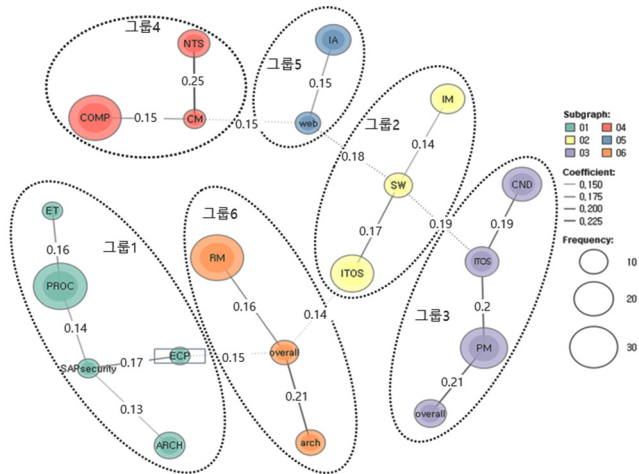 그룹4
NTS
0.25
COMP
0.15
CM
0.15
그룹5
IA
0.15
web
0.18
그룹2
IM
0.14
SW
0.17
ITOS
0.19
0.14
CND
0.19
ITOS
0.2
그룹3
PM
0.21
overall
그룹1
ET
0.16
PROC
0.14
SAPsecurity
0.17
ECP
0.13
ARCH
0.15
그룹6
RM
0.16
overall
0.21
arch
Subgraph:
01 04
02 05
03 06
Coefficient:
0,150
0,175
0,200
0,225
Frequency:
10
20
30